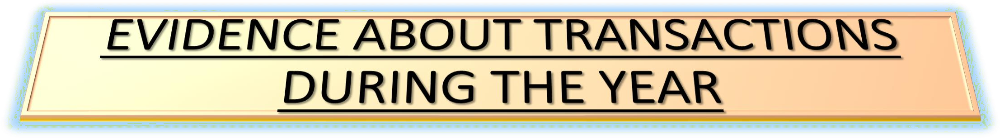 EVIDENCE ABOUT TRANSACTIONS
DURING THE YEAR